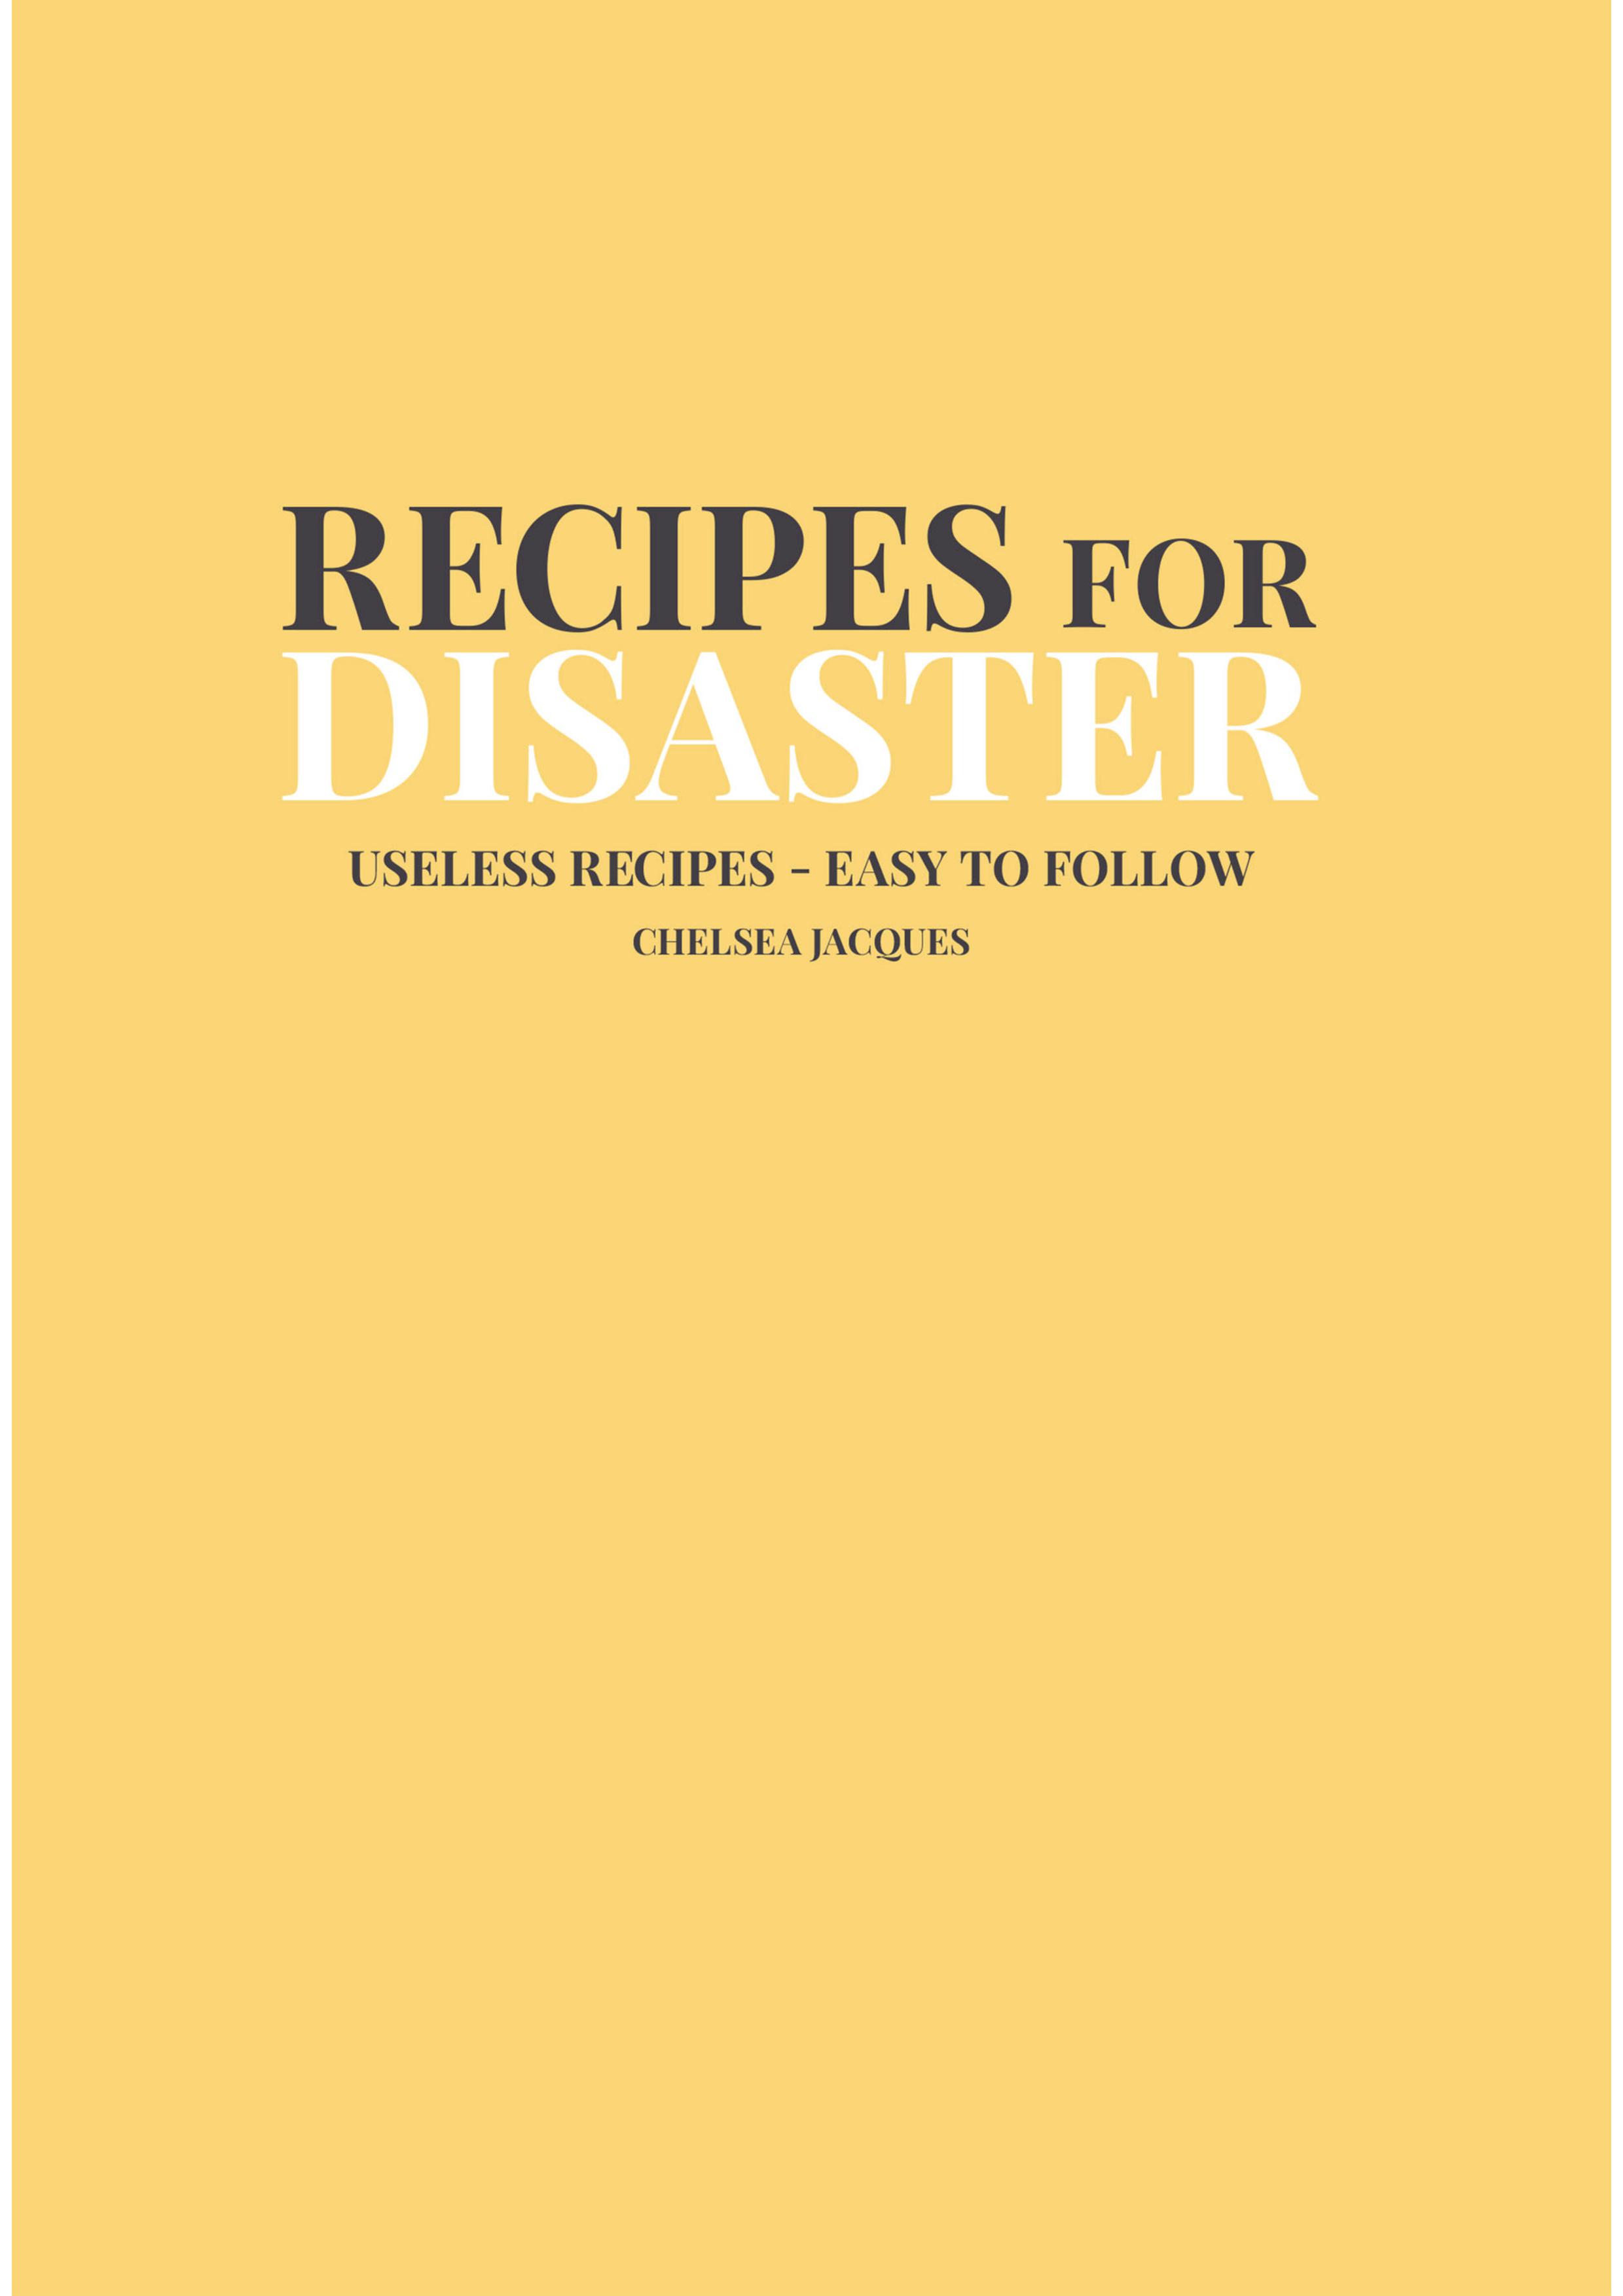 RECIPES FOR
DISASTER
USELESS RECIPES - EASY TO FOLLOW
CHELSEA JACQUES